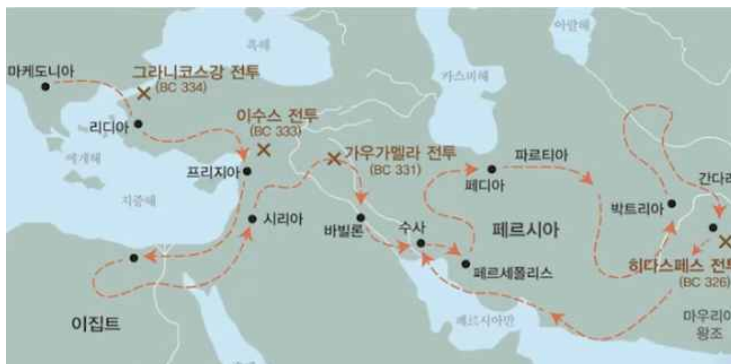 아랄해
흑해
마케도니아
그라니코스강 전투
(BC 334)
카스피해
이수스 전투
(BC 333)
리디아
에게해
가우가멜라 전투
(BC 331)
파르티아
프리지아
페디아
간다라
지중해
박트리아
시리아
바빌론
수사
페르시아
페르세폴리스
히다스페스 전투
(BC 326)
이집트
페르시아만
마우리아
왕조